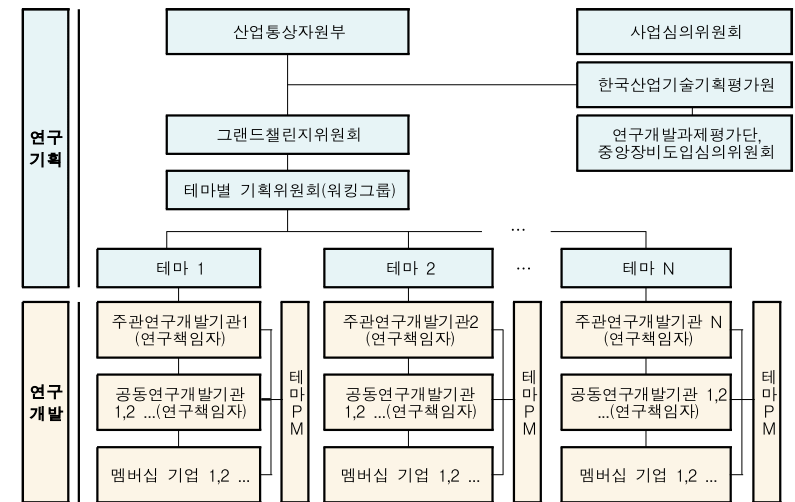 산업통상자원부
사업심의위원회
한국산업기술기획평가원
연구개발과제평가단,
중앙장비도입심의위원회
연구
기획
그랜드챌린지위원회
테마별 기획위원회(워킹그룹)
...
테마 1
테마 2
...
테마 N
연구
개발
주관연구개발기관1
(연구책임자)
공동연구개발기관
1,2 ...(연구책임자)
멤버십 기업 1,2 ...
테
마
P
M
주관연구개발기관2
(연구책임자)
공동연구개발기관
1,2 ...(연구책임자)
멤버십 기업 1,2 ...
테
마
P
M
주관연구개발기관 N
(연구책임자)
공동연구개발기관 1,2
...(연구책임자)
멤버십 기업 1,2 ...
테
마
P
M